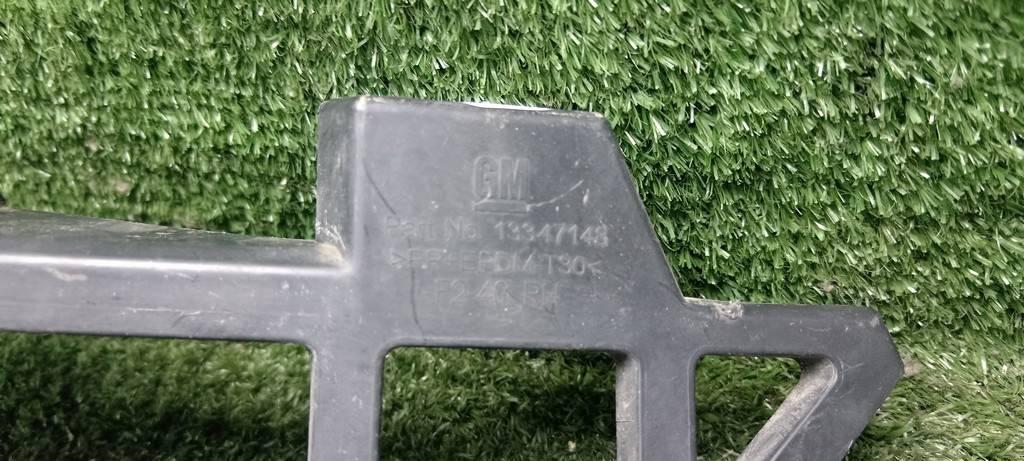 GM
Part No. 13347148
>PP+EPDM-T30<